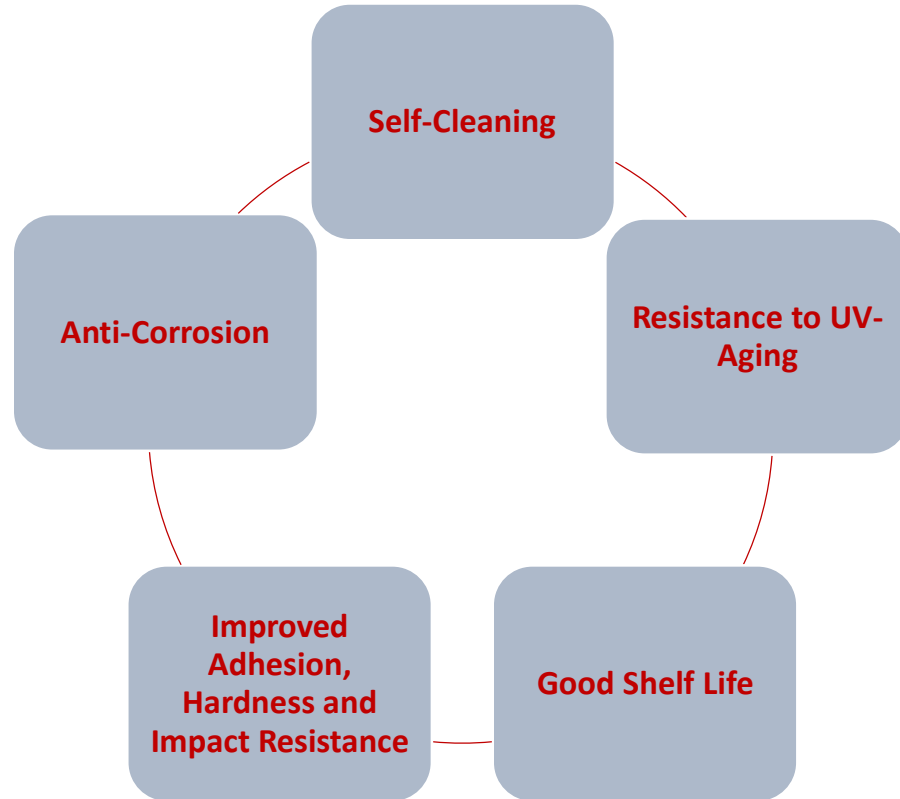 Self-Cleaning
Resistance to UV-
Aging
Good Shelf Life
Improved
Adhesion,
Hardness and
Impact Resistance
Anti-Corrosion